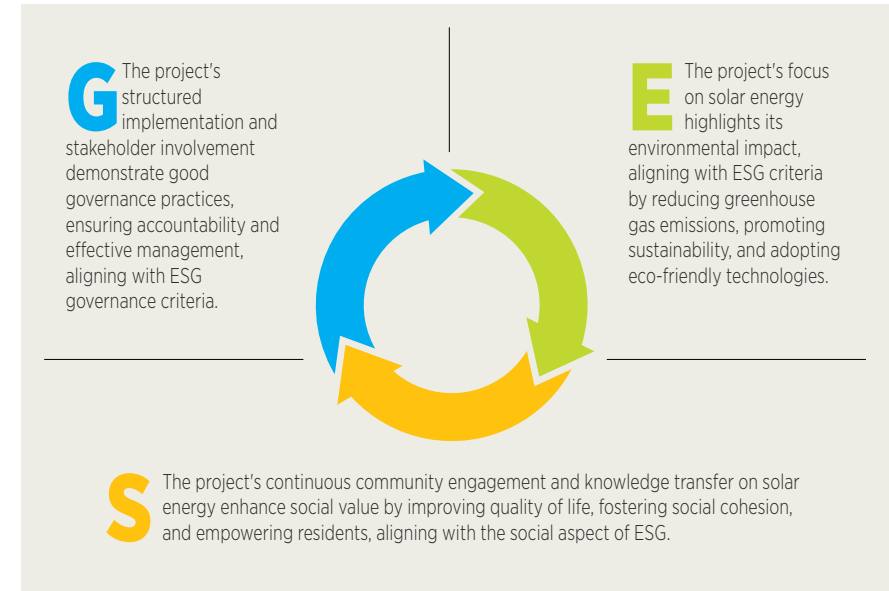 G The project's
structured
implementation and
stakeholder involvement
demonstrate good
governance practices,
ensuring accountability and
effective management,
aligning with ESG
governance criteria.
E The project's focus
on solar energy
highlights its
environmental impact,
aligning with ESG criteria
by reducing greenhouse
gas emissions, promoting
sustainability, and adopting
eco-friendly technologies.
S The project's continuous community engagement and knowledge transfer on solar
energy enhance social value by improving quality of life, fostering social cohesion,
and empowering residents, aligning with the social aspect of ESG.